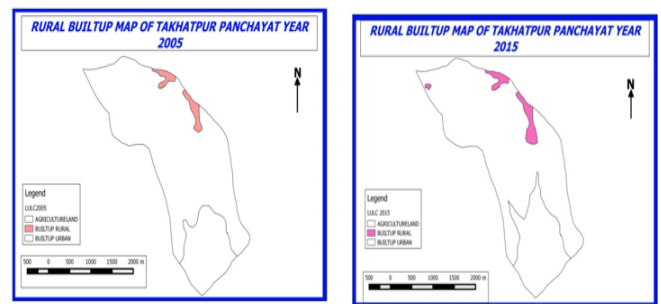 RURAL BUILTUP MAP OF TAKHATPUR PANCHAYAT YEAR
2005
N
Legend
LULC2005
AGRICULTURELAND
BUILTUP RURAL
BUILTUP URBAN
500 0 500 1000 1500 2000 m
RURAL BUILTUP MAP OF TAKHATPUR PANCHAYAT YEAR
2015
N
Legend
LULC 2015
AGRICULTURELAND
BUILTUP RURAL
BUILTUP URBAN
500 0 500 1000 1500 2000 m